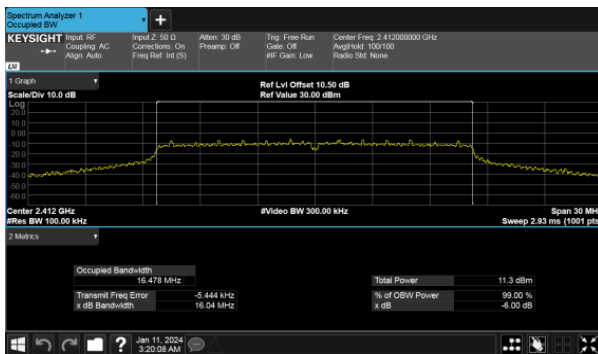 Spectrum Analyzer 1
Occupied BW
+
KEYSIGHT Input: RF Input Z: 50 Ω Atten: 30 dB Trig: Free Run Center Freq: 2.412000000 GHz
Coupling: AC Corrections: On Preamp: Off Gate: Off Avg|Hold: 100/100
Align: Auto Freq Ref: Int (S) #IF Gain: Low Radio Std: None
LXI
1 Graph
Ref Lvl Offset 10.50 dB
Scale/Div 10.0 dB Ref Value 30.00 dBm
Log
20.0
10.0
0.00
-10.0
-20.0
-30.0
-40.0
-50.0
-60.0
Center 2.412 GHz #Video BW 300.00 kHz Span 30 MH
#Res BW 100.00 kHz Sweep 2.93 ms (1001 pts
2 Metrics
Occupied Bandwidth
16.478 MHz Total Power 11.3 dBm
Transmit Freq Error -5.444 kHz % of OBW Power 99.00 %
x dB Bandwidth 16.04 MHz x dB -6.00 dB
? Jan 11, 2024
3:20:08 AM